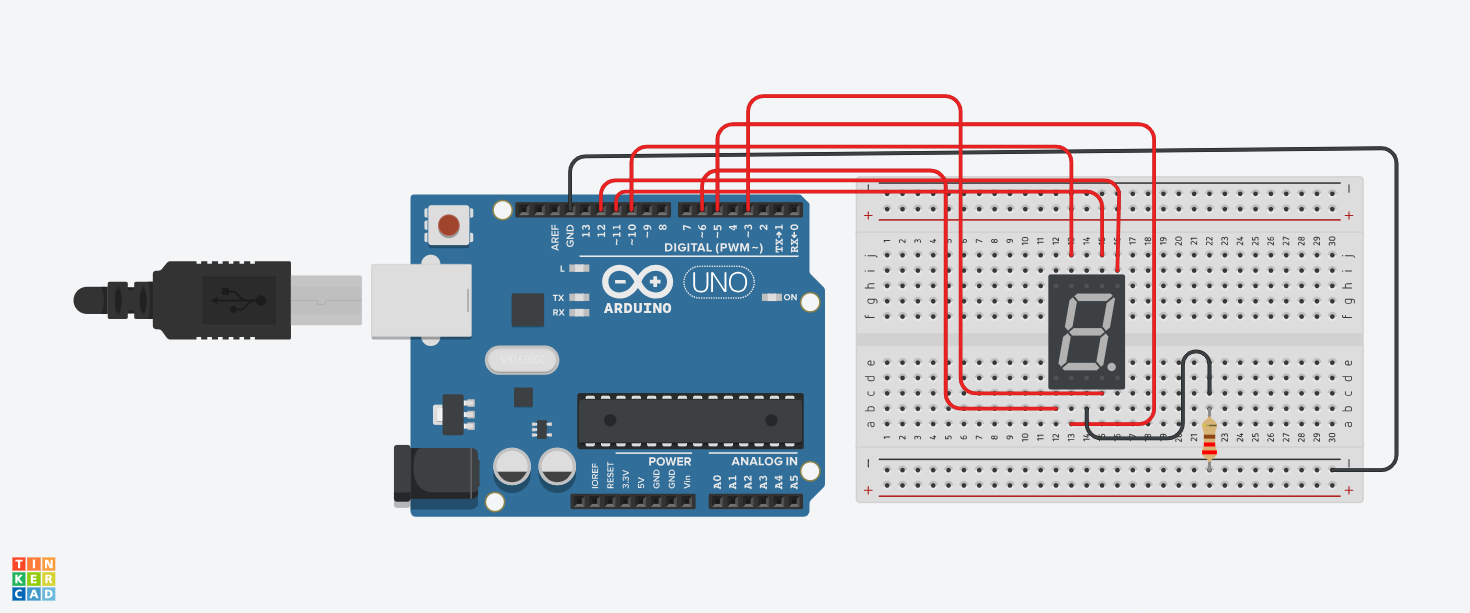 − −
+ +
1 2 3 4 5 6 7 8 9 10 11 12 13 14 15 16 17 18 19 20 21 22 23 24 25 26 27 28 29 30
j j
i i
h h
g g
f f
AREF GND 13 12 ~11 ~10 ~9 8 7 ~6 ~5 4 ~3 2 TX→1 RX←0
DIGITAL (PWM~)
L
TX
RX
− +
UNO
ON
ARDUINO
e e
d d
c c
b b
a a
1 2 3 4 5 6 7 8 9 10 11 12 13 14 15 16 17 18 19 20 21 22 23 24 25 26 27 28 29 30
POWER ANALOG IN
IOREF RESET 3.3V 5V GND GND Vin A0 A1 A2 A3 A4 A5
− −
+ +
TIN
KER
CAD